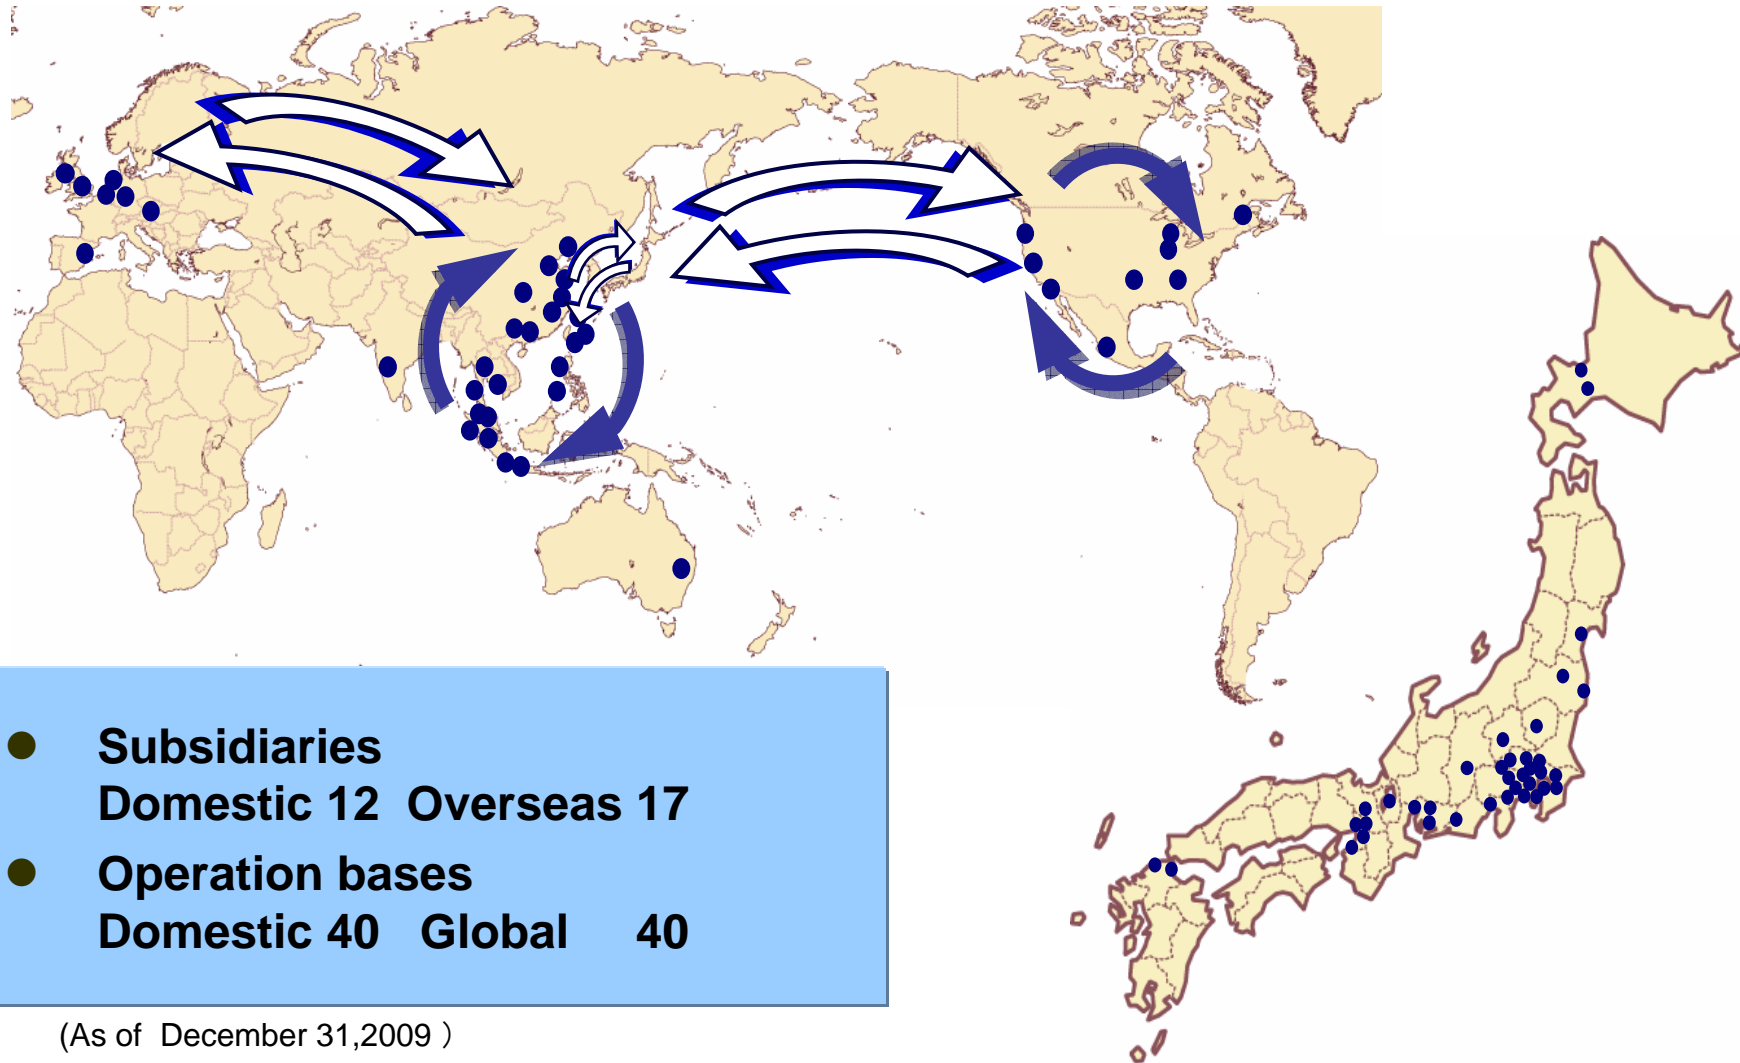 ● Subsidiaries
Domestic 12 Overseas 17
● Operation bases
Domestic 40 Global 40
(As of December 31,2009 ）